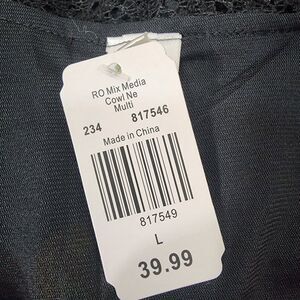 RO Mix Media
Cowl Ne
Multi
234 817546
Made in China
817549
L
39.99